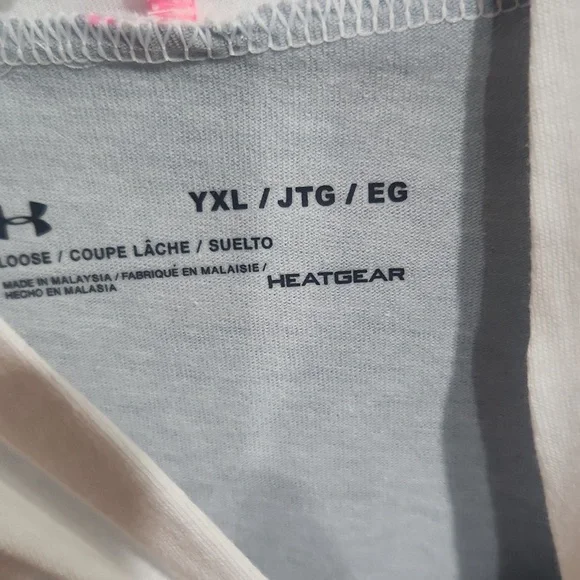 YXL / JTG / EG
LOOSE / COUPE LÂCHE / SUELTO
MADE IN MALAYSIA / FABRIQUÉ EN MALAISIE /
HECHO EN MALASIA
HEATGEAR